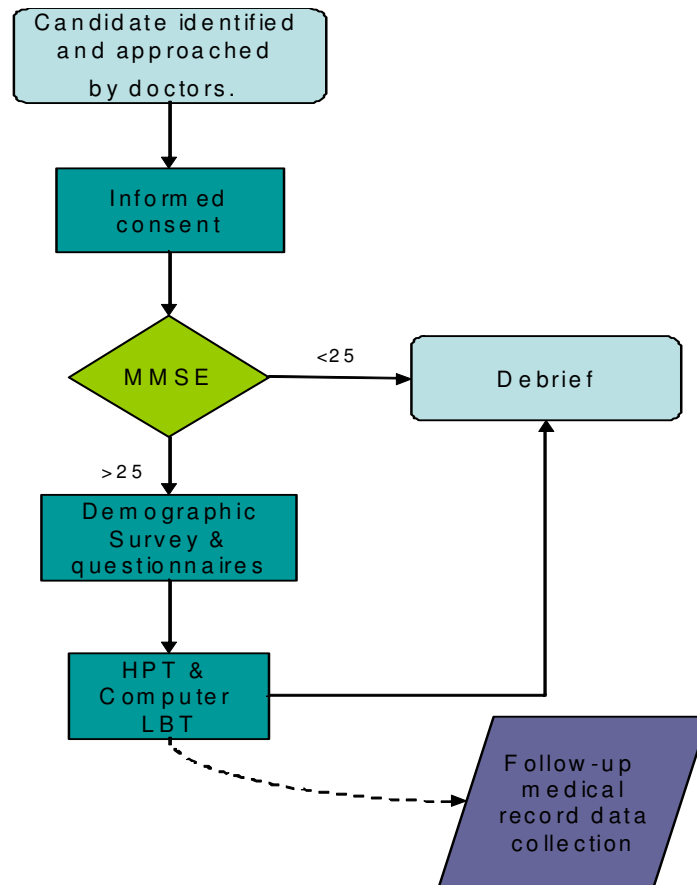 Candidate identified
and approached
by doctors.
Informed
consent
MMSE
<25
Debrief
>25
Demographic
Survey &
questionnaires
HPT &
Computer
LBT
Follow-up
medical
record data
collection